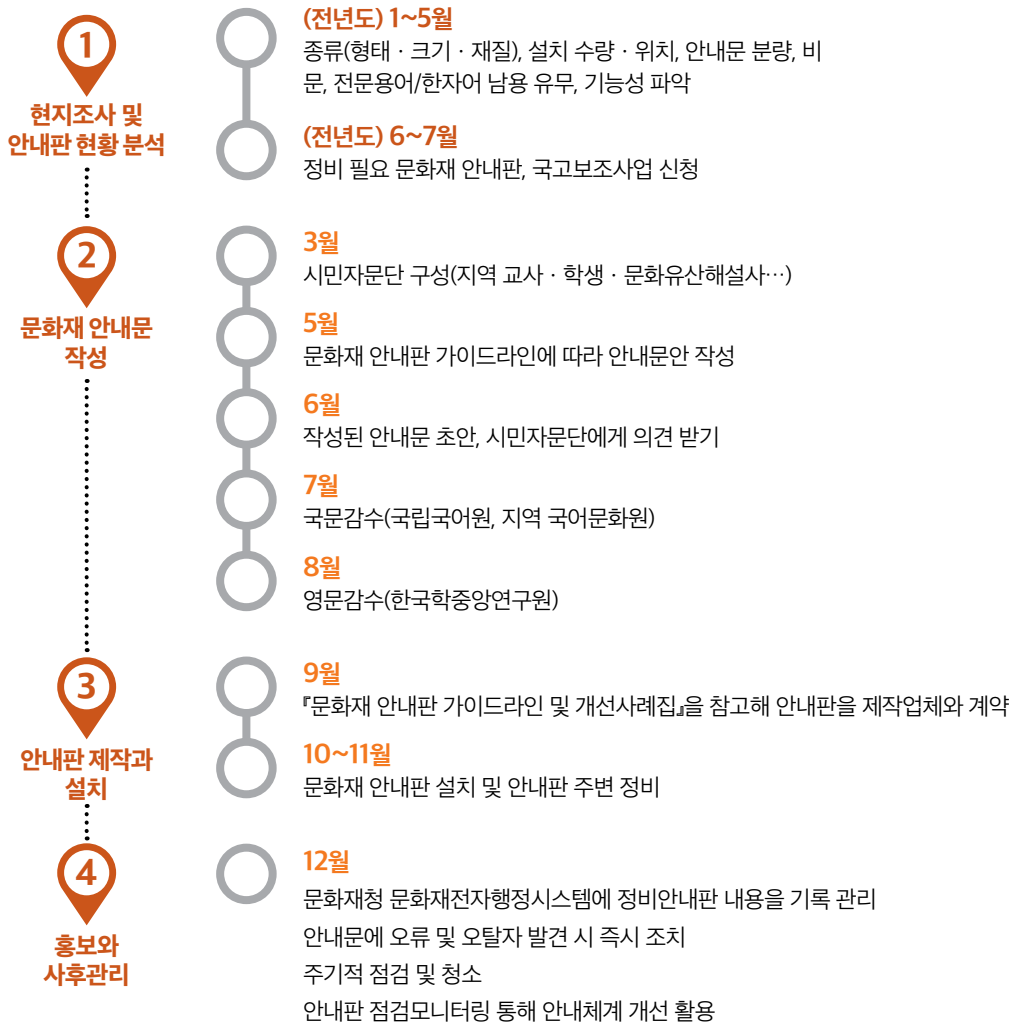 1
현지조사 및
안내판 현황 분석
(전년도) 1~5월
종류(형태 · 크기 · 재질), 설치 수량 · 위치, 안내문 분량, 비
문, 전문용어/한자어 남용 유무, 기능성 파악
(전년도) 6~7월
정비 필요 문화재 안내판, 국고보조사업 신청
2
문화재 안내문
작성
3월
시민자문단 구성(지역 교사 · 학생 · 문화유산해설사…)
5월
문화재 안내판 가이드라인에 따라 안내문안 작성
6월
작성된 안내문 초안, 시민자문단에게 의견 받기
7월
국문감수(국립국어원, 지역 국어문화원)
8월
영문감수(한국학중앙연구원)
3
안내판 제작과
설치
9월
『문화재 안내판 가이드라인 및 개선사례집』을 참고해 안내판을 제작업체와 계약
10~11월
문화재 안내판 설치 및 안내판 주변 정비
4
홍보와
사후관리
12월
문화재청 문화재전자행정시스템에 정비안내판 내용을 기록 관리
안내문에 오류 및 오탈자 발견 시 즉시 조치
주기적 점검 및 청소
안내판 점검모니터링 통해 안내체계 개선 활용